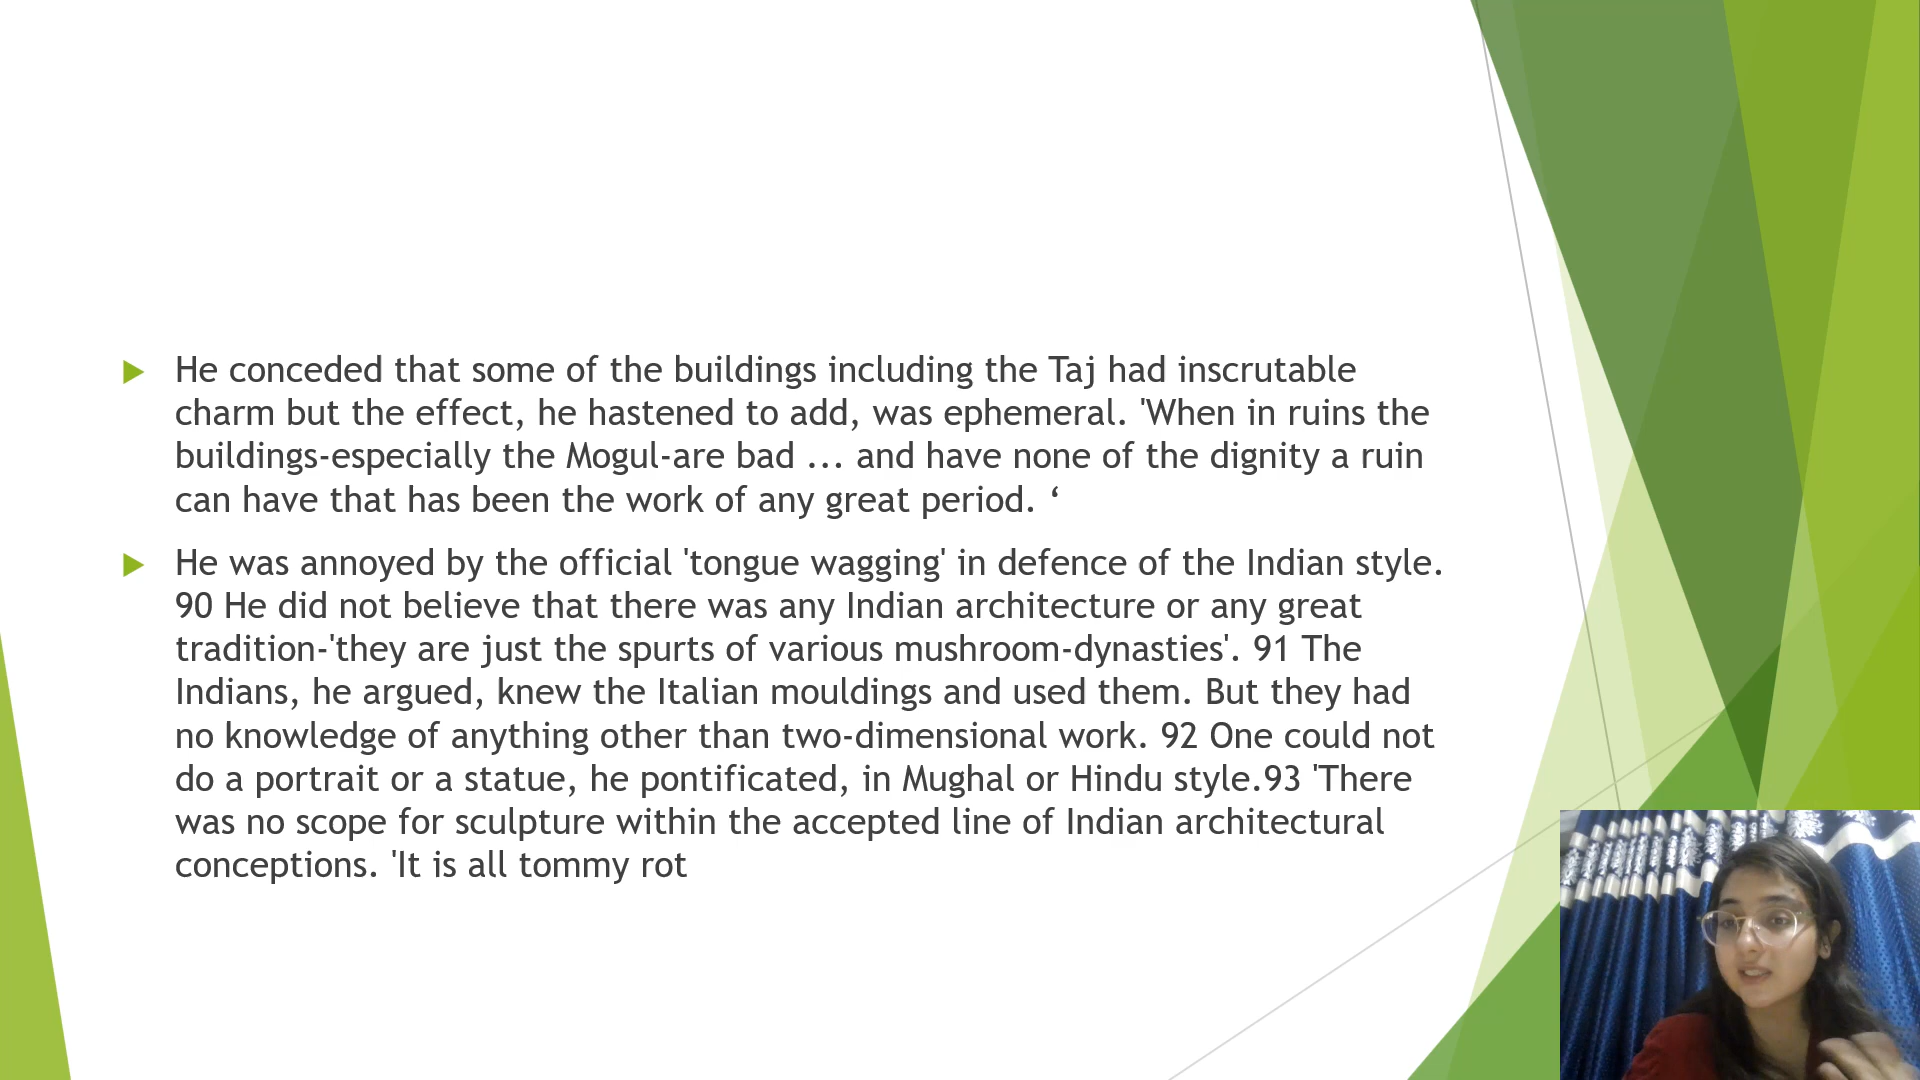 He conceded that some of the buildings including the Taj had inscrutable
charm but the effect, he hastened to add, was ephemeral. 'When in ruins the
buildings-especially the Mogul-are bad ... and have none of the dignity a ruin
can have that has been the work of any great period. ‘
He was annoyed by the official 'tongue wagging' in defence of the Indian style.
90 He did not believe that there was any Indian architecture or any great
tradition-'they are just the spurts of various mushroom-dynasties'. 91 The
Indians, he argued, knew the Italian mouldings and used them. But they had
no knowledge of anything other than two-dimensional work. 92 One could not
do a portrait or a statue, he pontificated, in Mughal or Hindu style.93 'There
was no scope for sculpture within the accepted line of Indian architectural
conceptions. 'It is all tommy rot